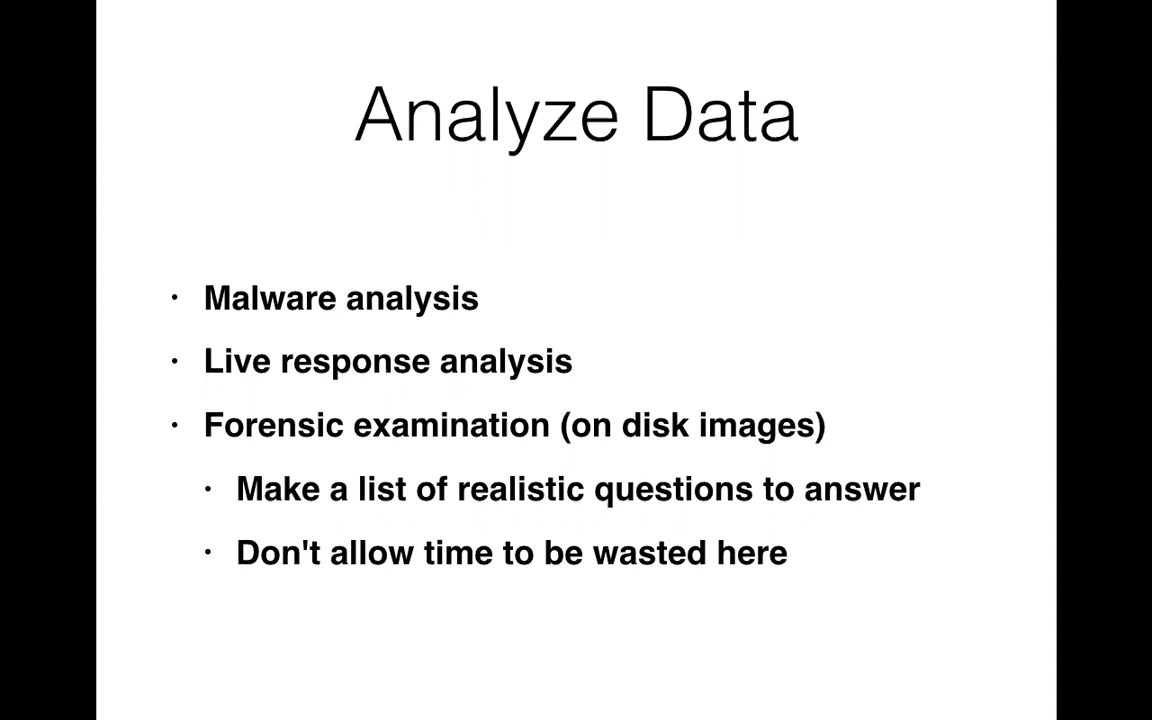 Analyze Data
• Malware analysis
• Live response analysis
• Forensic examination (on disk images)
• Make a list of realistic questions to answer
• Don't allow time to be wasted here